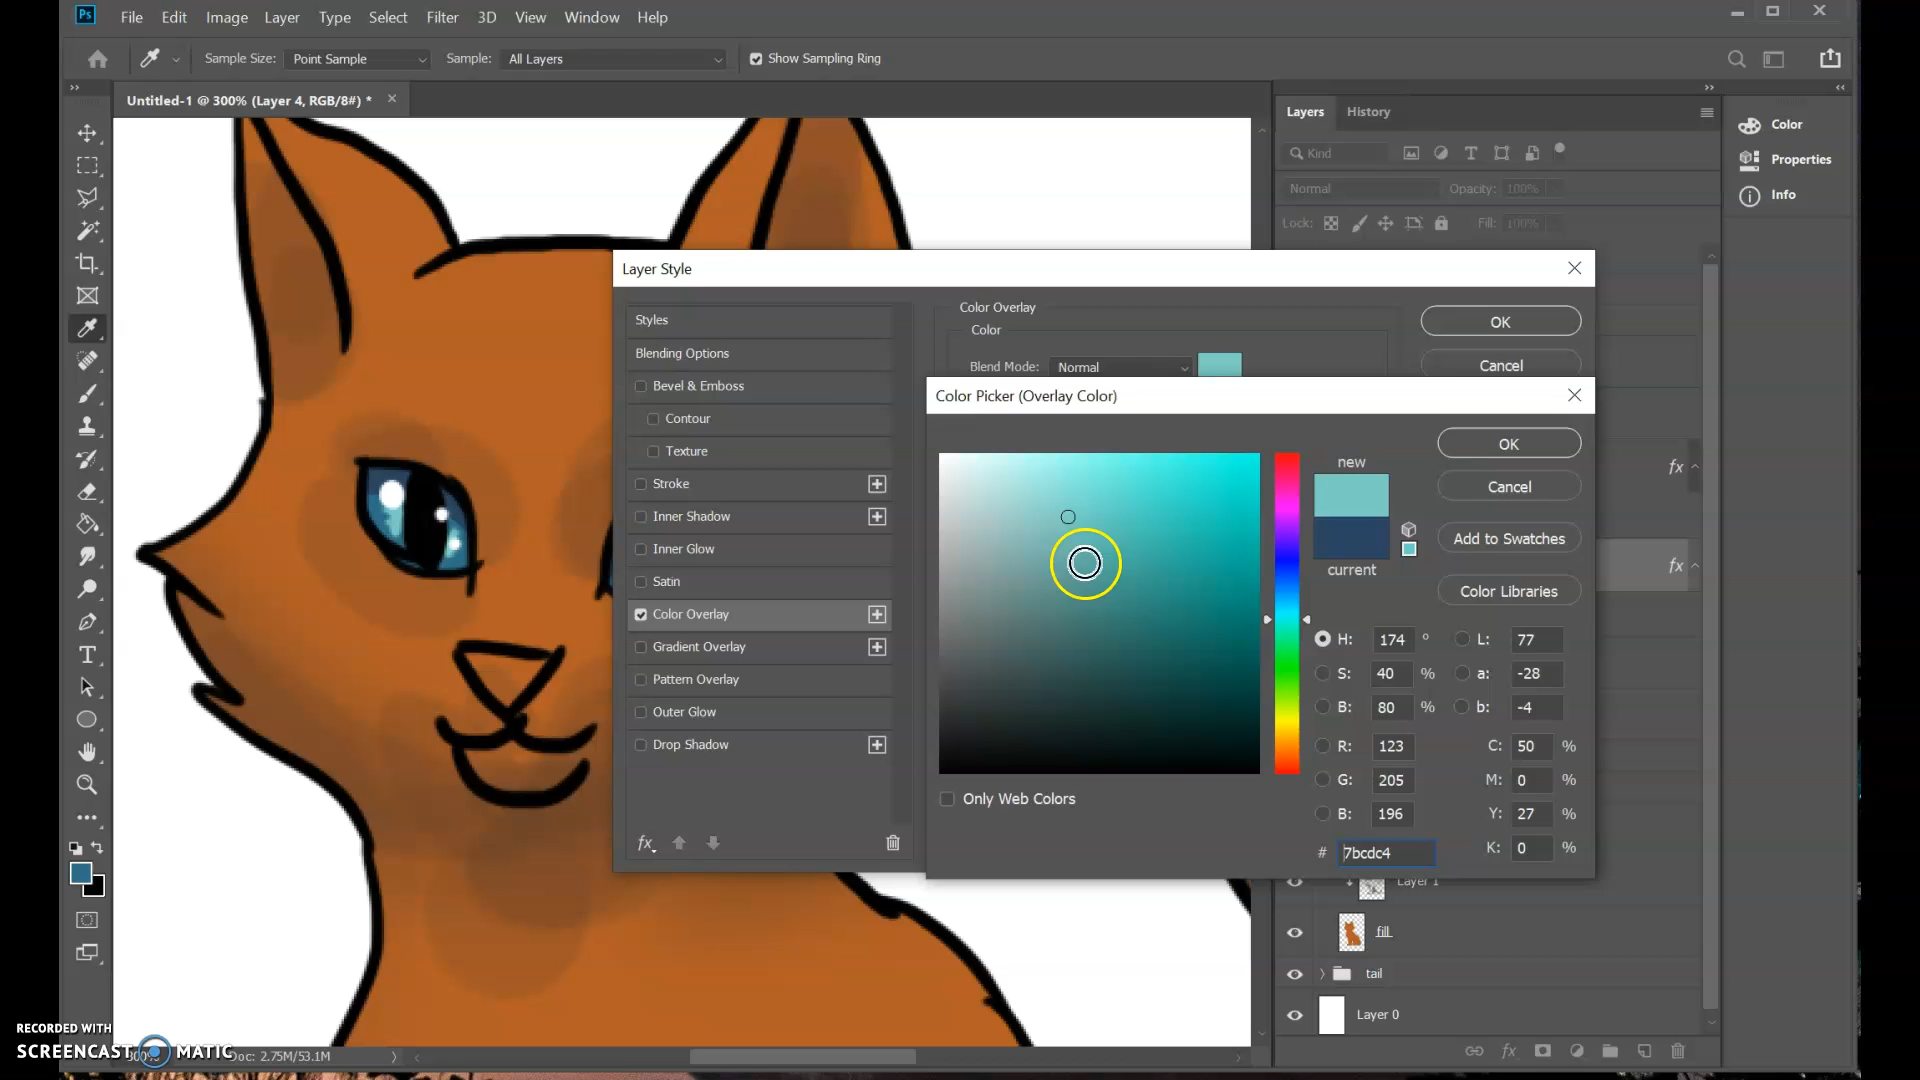 Ps File Edit Image Layer Type Select Filter 3D View Window Help
Sample Size: Point Sample Sample: All Layers Show Sampling Ring
Untitled-1 @ 300% (Layer 4, RGB/8#) *
Layers History
Color
Kind
Properties
Normal Opacity: 100%
Info
Lock: Fill: 100%
Layer Style
Styles
Blending Options
Bevel & Emboss
Contour
Texture
Stroke
Inner Shadow
Inner Glow
Satin
Color Overlay
Gradient Overlay
Pattern Overlay
Outer Glow
Drop Shadow
fx
Color Overlay
Color
Blend Mode: Normal
OK
Cancel
Color Picker (Overlay Color)
new
current
OK
Cancel
Add to Swatches
Color Libraries
H: 174 ° L: 77
S: 40 % a: -28
B: 80 % b: -4
R: 123 C: 50 %
G: 205 M: 0 %
B: 196 Y: 27 %
# 7bcdc4 K: 0 %
Only Web Colors
fx
fx
Layer 1
fill
tail
Layer 0
fx
T
Doc: 2.75M/53.1M
RECORDED WITH
SCREENCAST MATIC